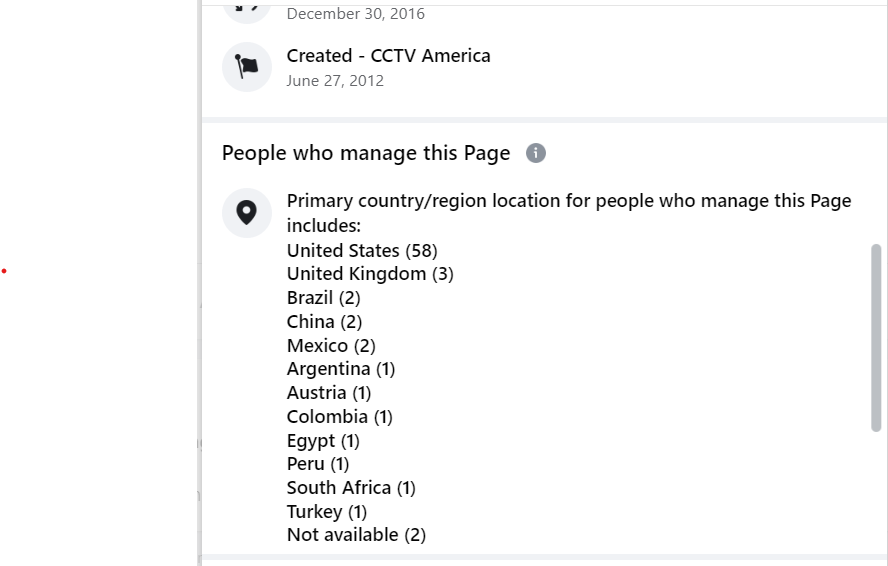 December 30, 2016
Created - CCTV America
June 27, 2012
People who manage this Page
Primary country/region location for people who manage this Page
includes:
United States (58)
United Kingdom (3)
Brazil (2)
China (2)
Mexico (2)
Argentina (1)
Austria (1)
Colombia (1)
Egypt (1)
Peru (1)
South Africa (1)
Turkey (1)
Not available (2)